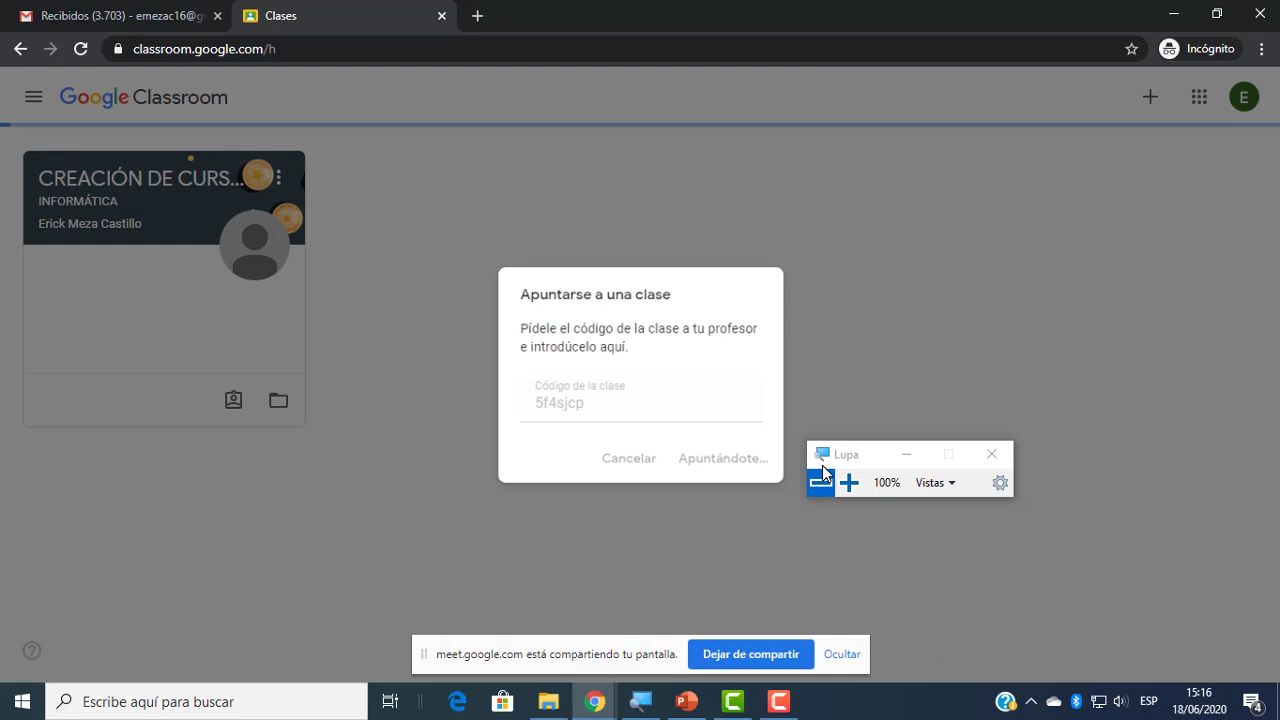 Recibidos (3.703) - emezac16@g
Clases
classroom.google.com/h
Incógnito
Google Classroom
E
CREACIÓN DE CURS...
INFORMÁTICA
Erick Meza Castillo
Apuntarse a una clase
Pídele el código de la clase a tu profesor
e introdúcelo aquí.
Código de la clase
5f4sjcp
Cancelar
Apuntándote...
Lupa
100%
Vistas
meet.google.com está compartiendo tu pantalla.
Dejar de compartir
Ocultar
Escribe aquí para buscar
ESP
15:16
18/06/2020
4